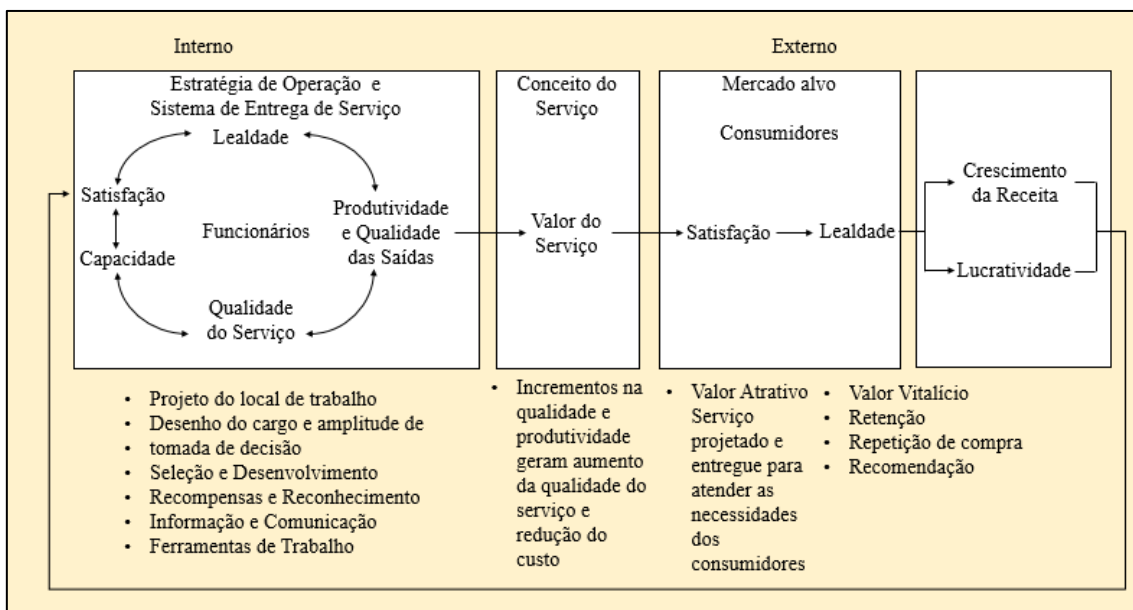 Interno
Externo
Estratégia de Operação e
Sistema de Entrega de Serviço
Lealdade
Satisfação
Capacidade
Funcionários
Produtividade
e Qualidade
das Saídas
Qualidade
do Serviço
Conceito do
Serviço
Valor do
Serviço
Mercado alvo
Consumidores
Satisfação
Lealdade
Crescimento
da Receita
Lucratividade
• Projeto do local de trabalho
• Desenho do cargo e amplitude de
• tomada de decisão
• Seleção e Desenvolvimento
• Recompensas e Reconhecimento
• Informação e Comunicação
• Ferramentas de Trabalho
• Incrementos na
qualidade e
produtividade
geram aumento
da qualidade do
serviço e
redução do
custo
• Valor Atrativo
Serviço
projetado e
entregue para
atender as
necessidades
dos
consumidores
• Valor Vitalício
• Retenção
• Repetição de compra
• Recomendação